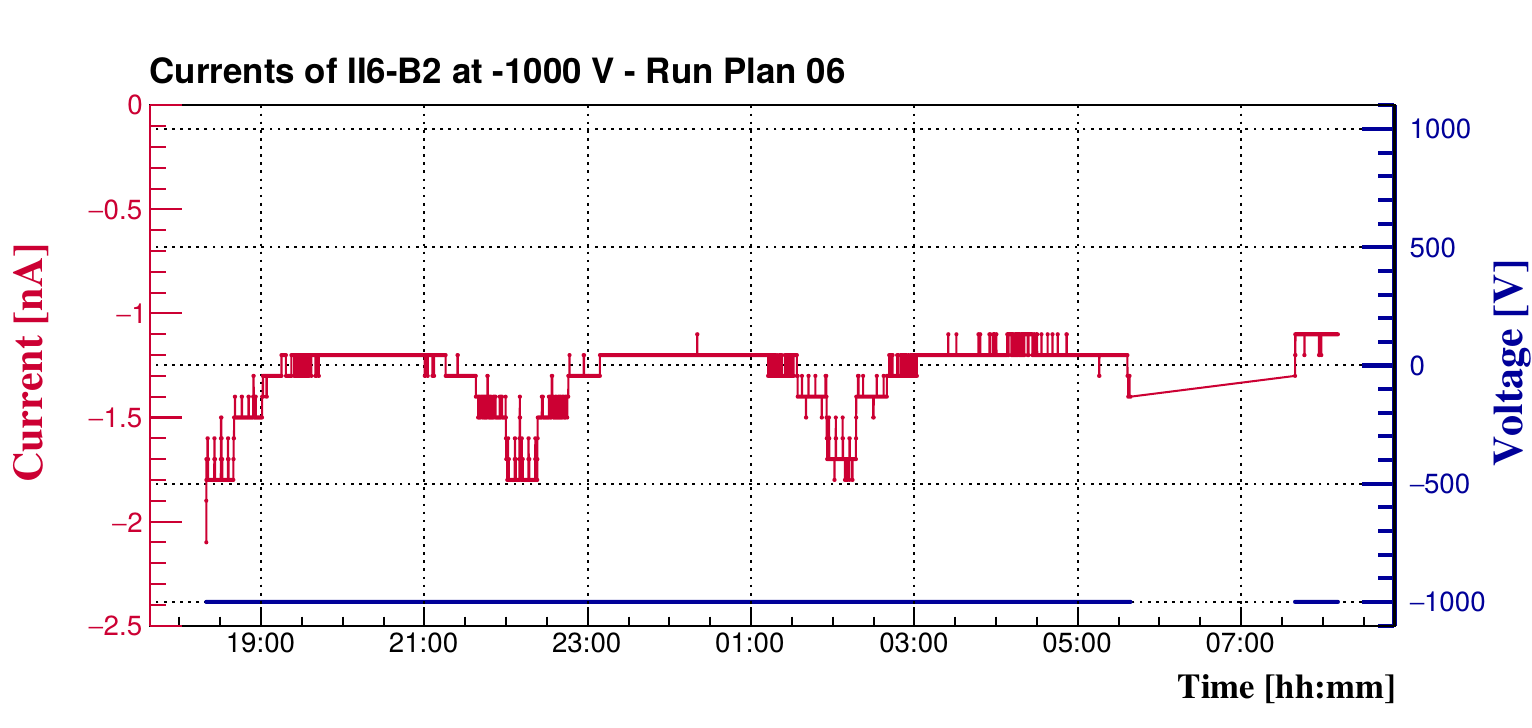 Currents of II6-B2 at -1000 V - Run Plan 06
0
−0.5
−1
−1.5
−2
−2.5
Current [nA]
1000
500
0
−500
−1000
Voltage [V]
19:00 21:00 23:00 01:00 03:00 05:00 07:00
Time [hh:mm]